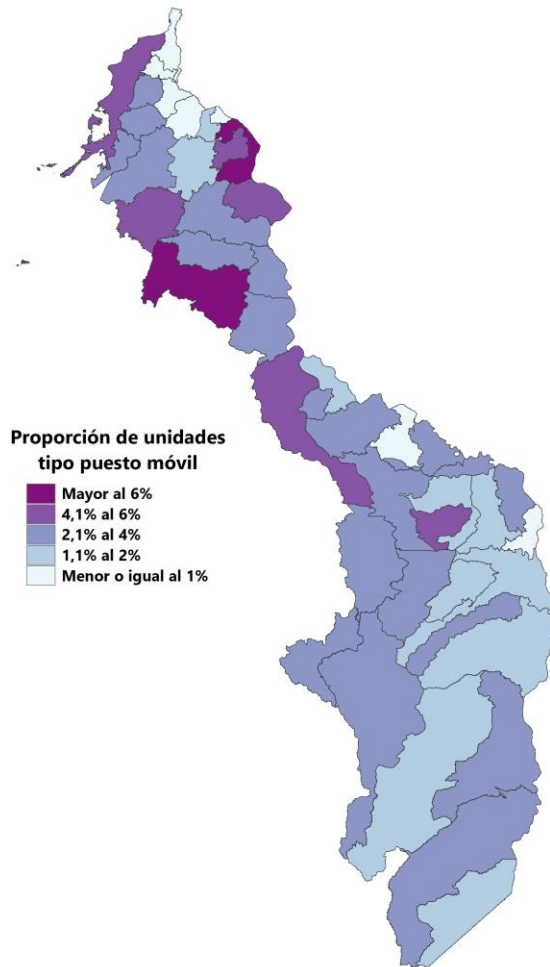 Proporción de unidades
tipo puesto móvil
Mayor al 6%
4,1% al 6%
2,1% al 4%
1,1% al 2%
Menor o igual al 1%